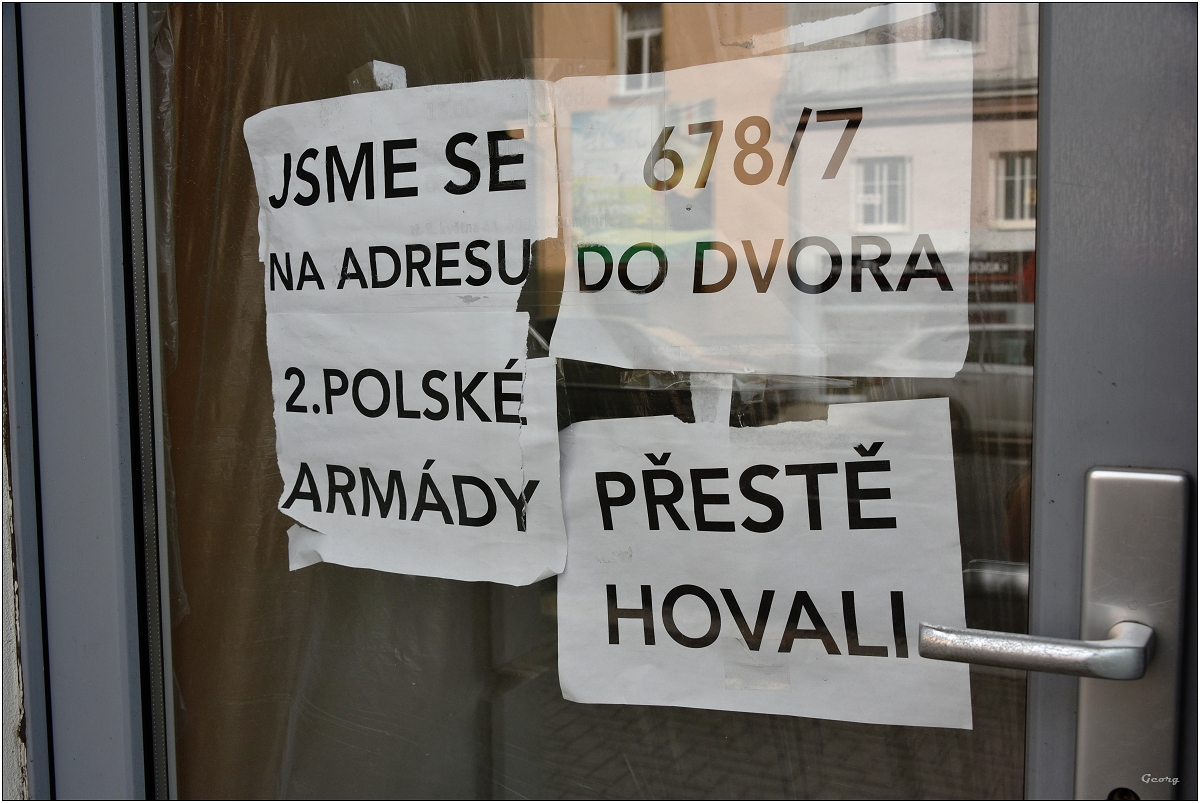 JSME SE
NA ADRESU
2.POLSKÉ
ARMÁDY
678/7
DO DVORA
PŘESTĚ
HOVALI
Georg